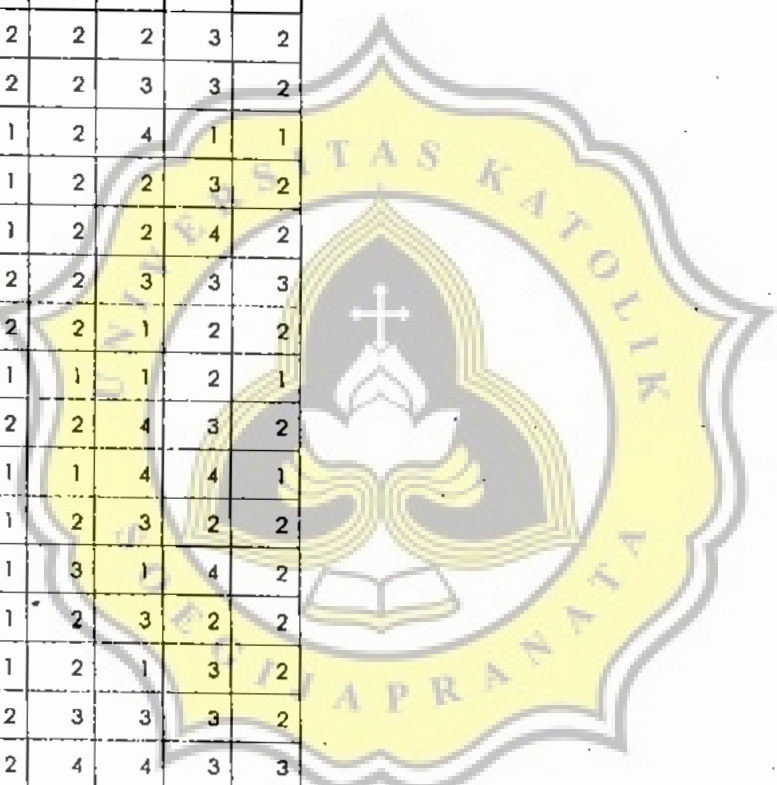 2 2 2 3 2
2 2 3 3 2
1 2 4 1 1
1 2 2 3 2
1 2 2 4 2
2 2 3 3 3
2 2 1 2 2
1 1 1 2 1
2 2 4 3 2
1 1 4 4 1
1 2 3 2 2
1 3 1 4 2
1 2 3 2 2
1 2 1 3 2
2 3 3 3 2
2 4 4 3 3
UNIVERSITAS KATOLIK
SOEGIJAPRANATA